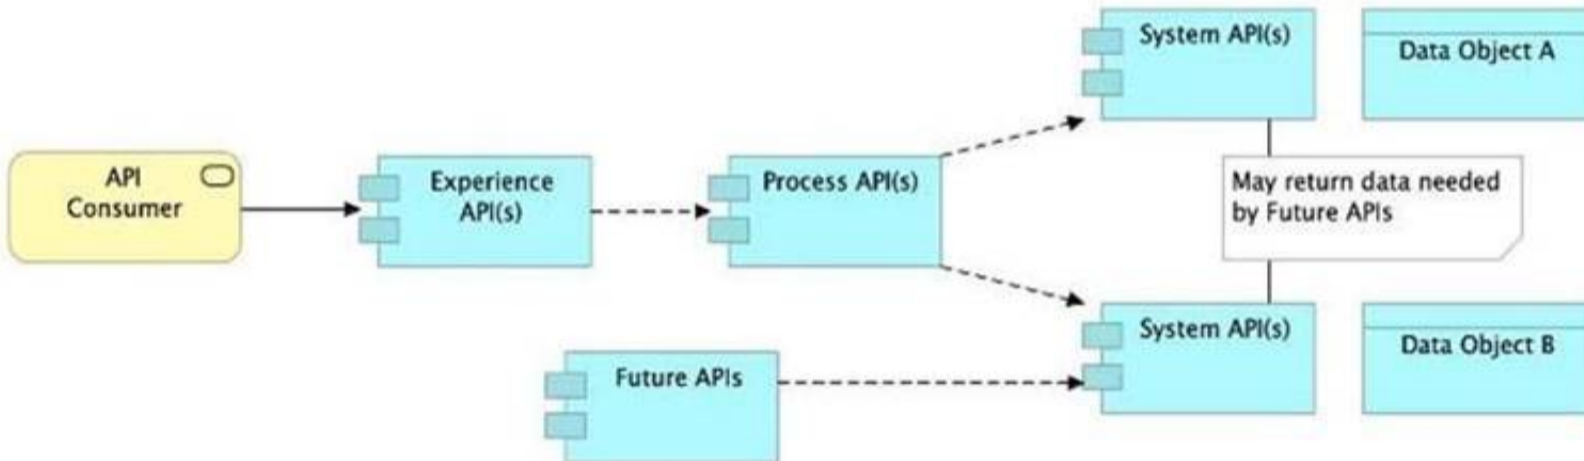 System API(s)
Data Object A
API
Consumer
Experience
API(s)
Process API(s)
May return data needed
by Future APIs
System API(s)
Data Object B
Future APIs